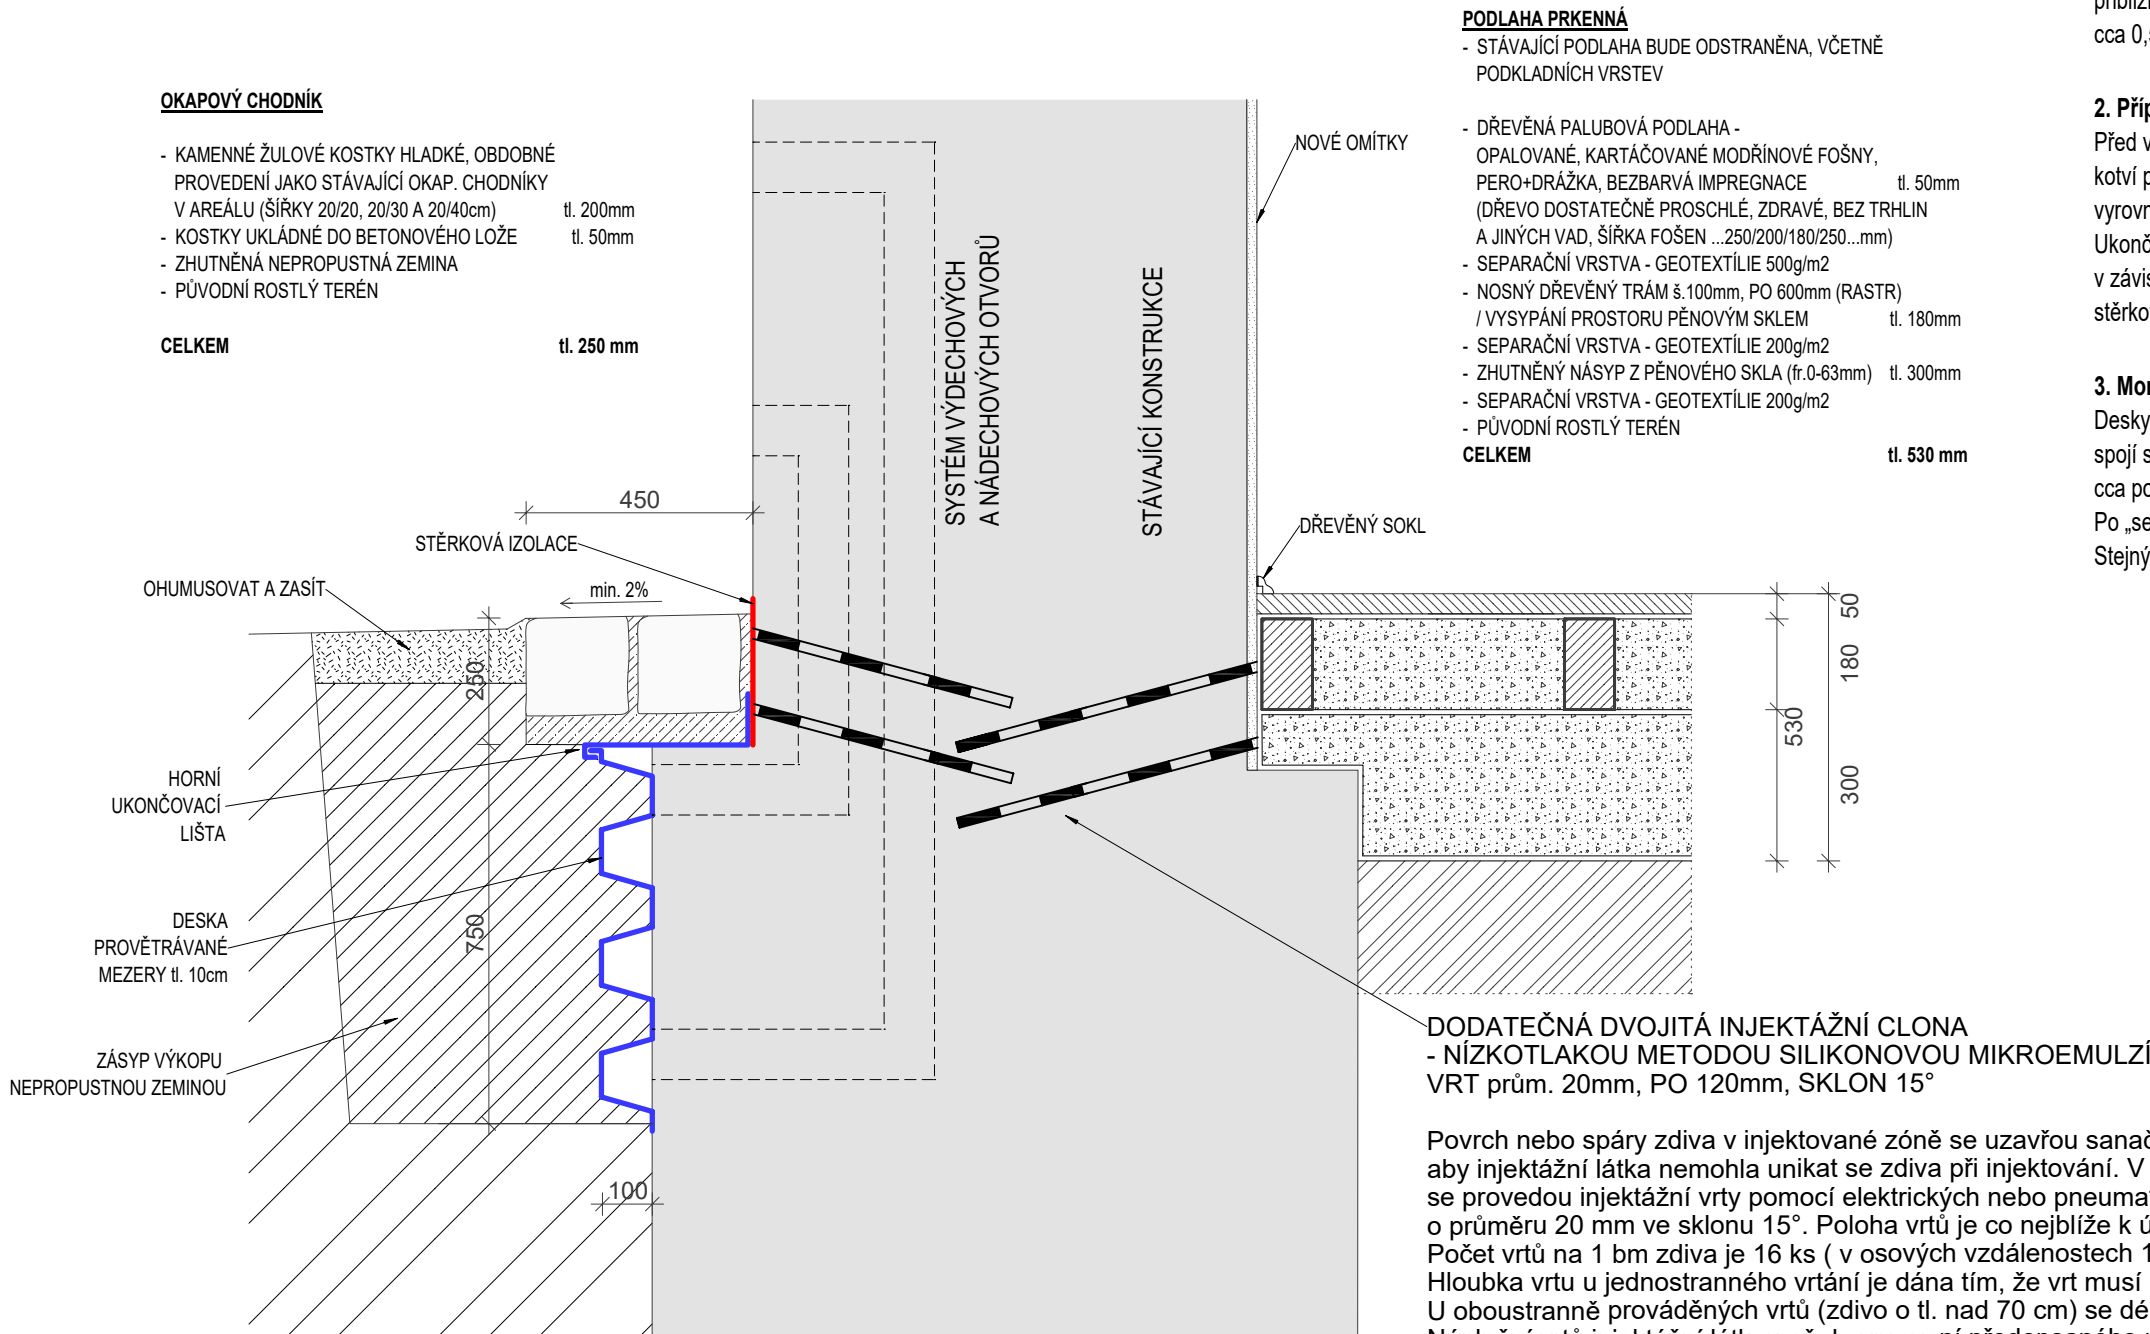 OKAPOVÝ CHODNÍK
- KAMENNÉ ŽULOVÉ KOSTKY HLADKÉ, OBDOBNÉ
PROVEDENÍ JAKO STÁVAJÍCÍ OKAP. CHODNÍKY
V AREÁLU (ŠÍŘKY 20/20, 20/30 A 20/40cm) tl. 200mm
- KOSTKY UKLÁDNÉ DO BETONOVÉHO LOŽE tl. 50mm
- ZHUTNĚNÁ NEPROPUSTNÁ ZEMINA
- PŮVODNÍ ROSTLÝ TERÉN
CELKEM tl. 250 mm
450
STĚRKOVÁ IZOLACE
OHUMUSOVAT A ZASÍT
min. 2%
250
HORNÍ
UKONČOVACÍ
LIŠTA
DESKA
PROVĚTRÁVANÉ
MEZERY tl. 10cm
750
ZÁSYP VÝKOPU
NEPROPUSTNOU ZEMINOU
100
SYSTÉM VÝDECHOVÝCH
A NÁDECHOVÝCH OTVORŮ
STÁVAJÍCÍ KONSTRUKCE
NOVÉ OMÍTKY
DŘEVĚNÝ SOKL
PODLAHA PRKENNÁ
- STÁVAJÍCÍ PODLAHA BUDE ODSTRANĚNA, VČETNĚ
PODKLADNÍCH VRSTEV
- DŘEVĚNÁ PALUBOVÁ PODLAHA -
OPALOVANÉ, KARTÁČOVANÉ MODŘÍNOVÉ FOŠNY,
PERO+DRÁŽKA, BEZBARVÁ IMPREGNACE tl. 50mm
(DŘEVO DOSTATEČNĚ PROSCHLÉ, ZDRAVÉ, BEZ TRHLIN
A JINÝCH VAD, ŠÍŘKA FOŠEN ...250/200/180/250...mm)
- SEPARAČNÍ VRSTVA - GEOTEXTÍLIE 500g/m2
- NOSNÝ DŘEVĚNÝ TRÁM š.100mm, PO 600mm (RASTR)
/ VYSYPÁNÍ PROSTORU PĚNOVÝM SKLEM tl. 180mm
- SEPARAČNÍ VRSTVA - GEOTEXTÍLIE 200g/m2
- ZHUTNĚNÝ NÁSYP Z PĚNOVÉHO SKLA (fr.0-63mm) tl. 300mm
- SEPARAČNÍ VRSTVA - GEOTEXTÍLIE 200g/m2
- PŮVODNÍ ROSTLÝ TERÉN
CELKEM tl. 530 mm
50
180
530
300
DODATEČNÁ DVOJITÁ INJEKTÁŽNÍ CLONA
- NÍZKOTLAKOU METODOU SILIKONOVOU MIKROEMULZÍ
VRT prům. 20mm, PO 120mm, SKLON 15°
Povrch nebo spáry zdiva v injektované zóně se uzavřou
aby injektážní látka nemohla unikat se zdiva při injektování. V
se provedou injektážní vrty pomocí elektrických nebo
o průměru 20 mm ve sklonu 15°. Poloha vrtů je co nejblíže k
Počet vrtů na 1 bm zdiva je 16 ks ( v osových vzdálenostech
Hloubka vrtu u jednostranného vrtání je dána tím, že vrt musí
U oboustranně prováděných vrtů (zdivo o tl. nad 70 cm) se
cca
2.
Před
kotví
v
3.
Desky
spojí
cca
Po